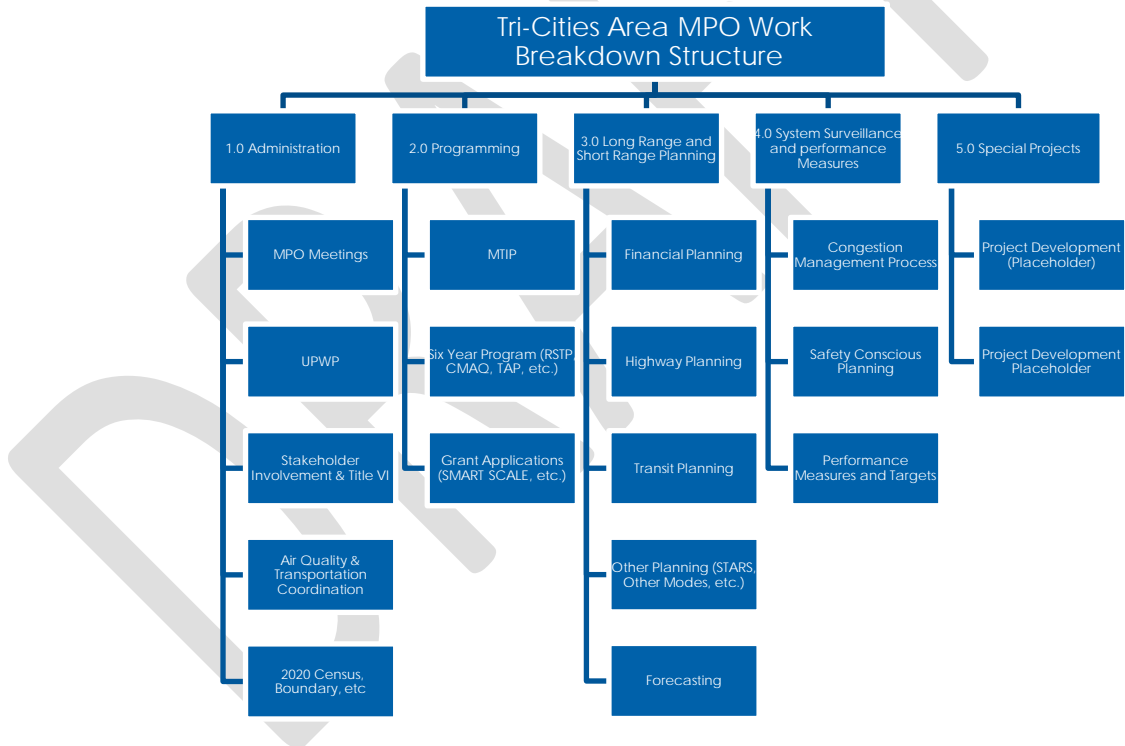 Tri-Cities Area MPO Work
Breakdown Structure
1.0 Administration
MPO Meetings
UPWP
Stakeholder
Involvement & Title VI
Air Quality &
Transportation
Coordination
2020 Census,
Boundary, etc
2.0 Programming
MTIP
Six Year Program (RSTP,
CMAQ, TAP, etc.)
Grant Applications
(SMART SCALE, etc.)
3.0 Long Range and
Short Range Planning
Financial Planning
Highway Planning
Transit Planning
Other Planning (STARS,
Other Modes, etc.)
Forecasting
4.0 System Surveillance
and performance
Measures
Congestion
Management Process
Safety Conscious
Planning
Performance
Measures and Targets
5.0 Special Projects
Project Development
(Placeholder)
Project Development
Placeholder